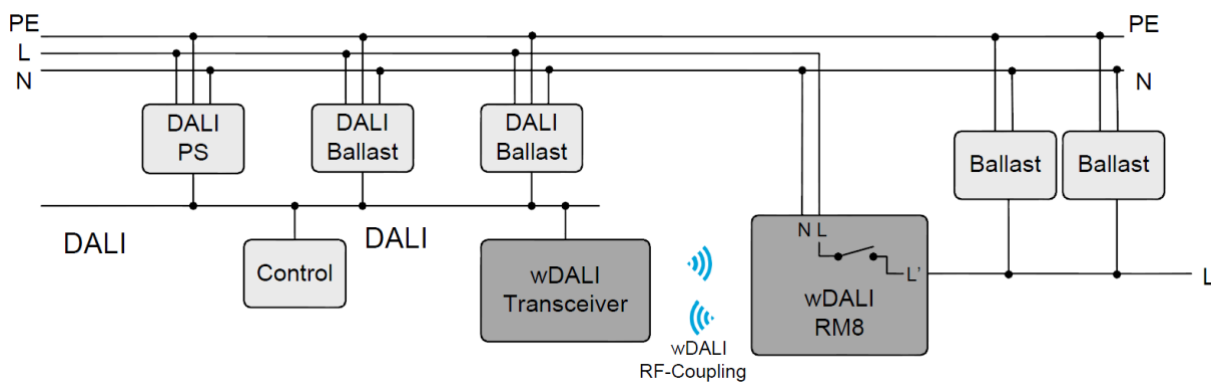 PE
L
N
PE
N
DALI
PS
DALI
Ballast
DALI
Ballast
Ballast
Ballast
DALI
DALI
Control
wDALI
Transceiver
wDALI
RF-Coupling
N L
L'
wDALI
RM8
L